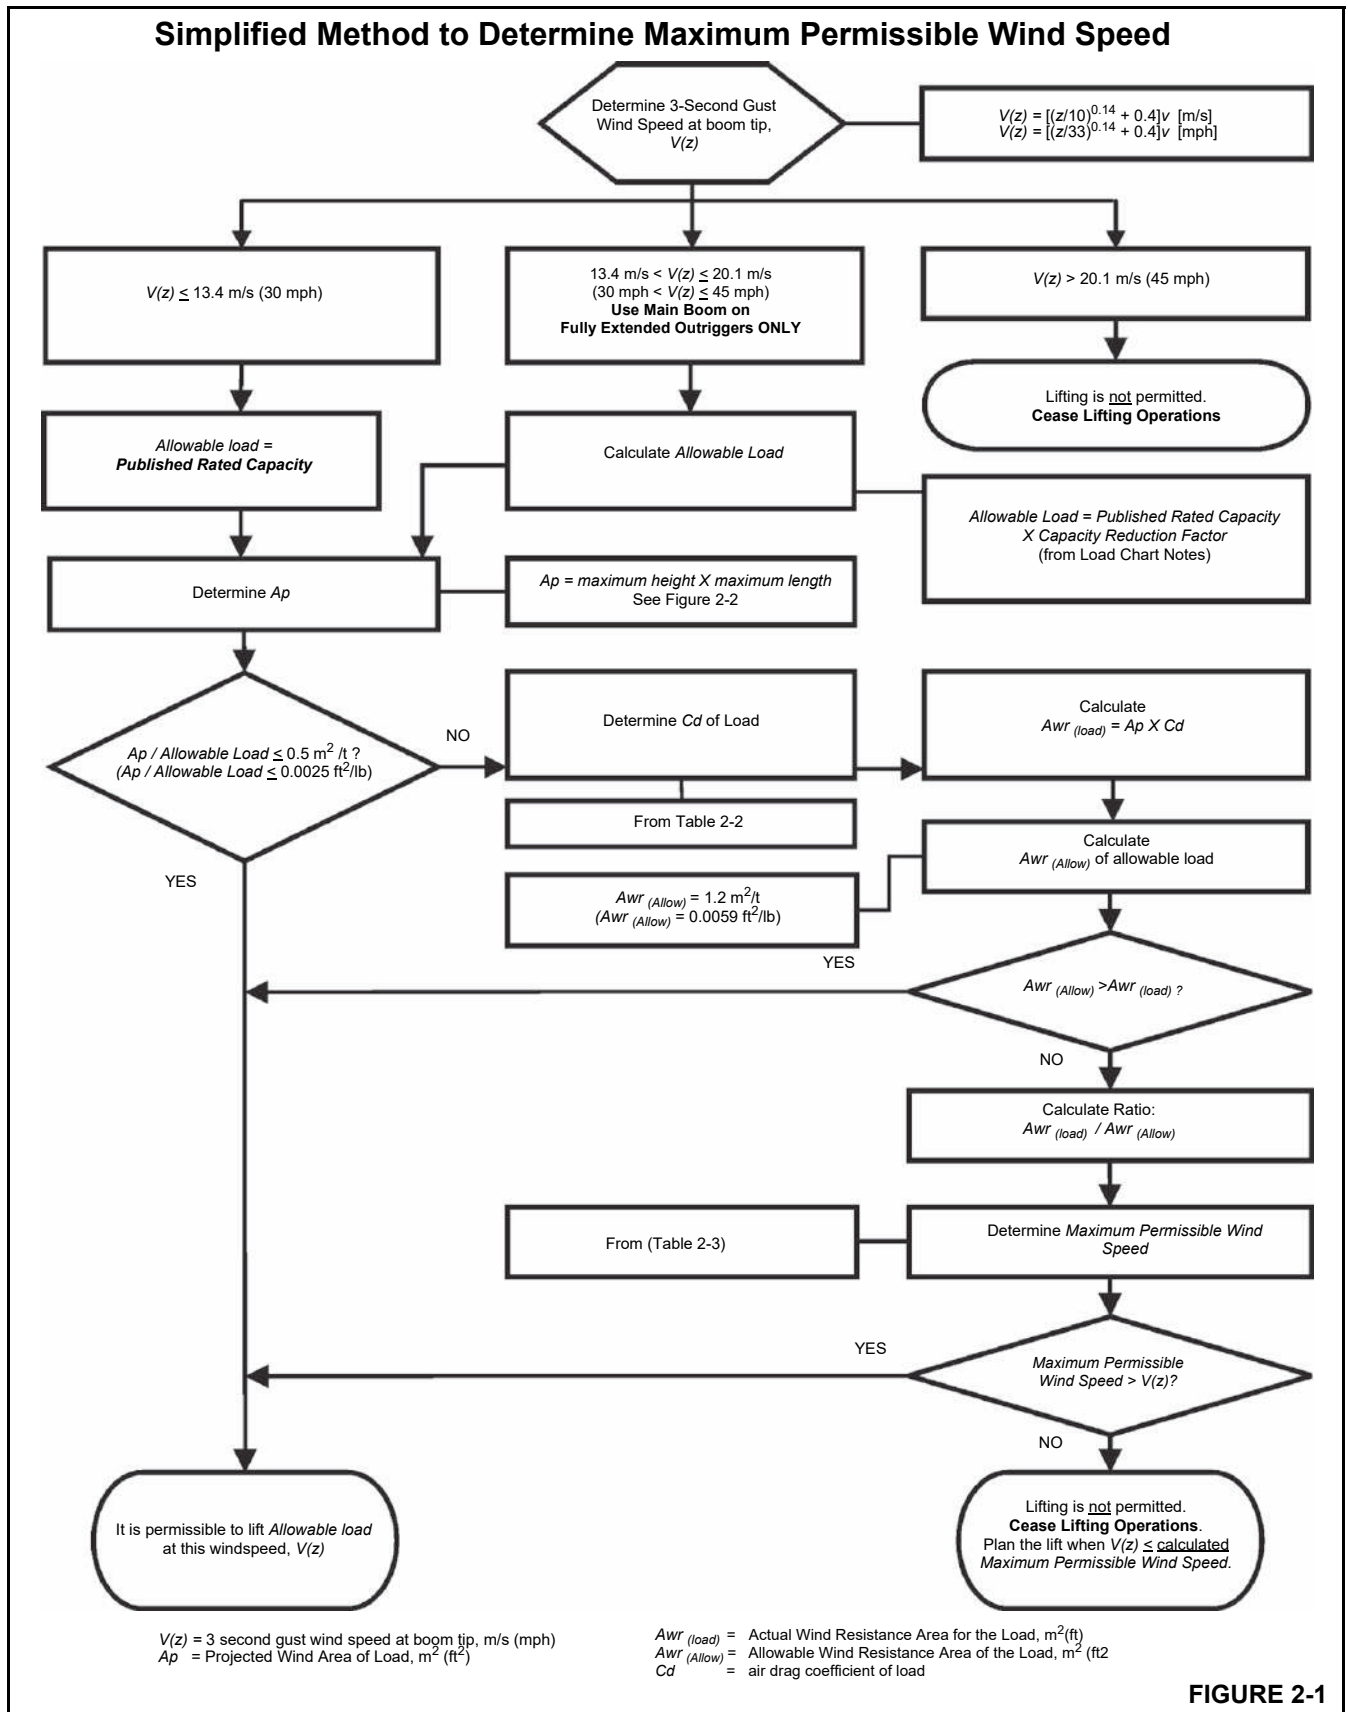 Simplified Method to Determine Maximum Permissible Wind Speed
Determine 3-Second Gust
Wind Speed at boom tip,
V(z)
V(z) = [(z/10)^0.14 + 0.4]v [m/s]
V(z) = [(z/33)^0.14 + 0.4]v [mph]
V(z) ≤ 13.4 m/s (30 mph)
13.4 m/s < V(z) ≤ 20.1 m/s
(30 mph < V(z) ≤ 45 mph)
Use Main Boom on
Fully Extended Outriggers ONLY
V(z) > 20.1 m/s (45 mph)
Lifting is not permitted.
Cease Lifting Operations
Allowable load =
Published Rated Capacity
Calculate Allowable Load
Allowable Load = Published Rated Capacity
X Capacity Reduction Factor
(from Load Chart Notes)
Determine Ap
Ap = maximum height X maximum length
See Figure 2-2
Ap / Allowable Load ≤ 0.5 m² /t ?
(Ap / Allowable Load ≤ 0.0025 ft²/lb)
NO
Determine Cd of Load
Calculate
Awr (load) = Ap X Cd
From Table 2-2
Calculate
Awr (Allow) of allowable load
YES
Awr (Allow) = 1.2 m²/t
(Awr (Allow) = 0.0059 ft²/lb)
YES
Awr (Allow) >Awr (load) ?
NO
Calculate Ratio:
Awr (load) / Awr (Allow)
From (Table 2-3)
Determine Maximum Permissible Wind
Speed
YES
Maximum Permissible
Wind Speed > V(z)?
NO
It is permissible to lift Allowable load
at this windspeed, V(z)
Lifting is not permitted.
Cease Lifting Operations.
Plan the lift when V(z) ≤ calculated
Maximum Permissible Wind Speed.
V(z) = 3 second gust wind speed at boom tip, m/s (mph)
Ap = Projected Wind Area of Load, m² (ft²)
Awr (load) = Actual Wind Resistance Area for the Load, m²(ft)
Awr (Allow) = Allowable Wind Resistance Area of the Load, m² (ft2
Cd = air drag coefficient of load
FIGURE 2-1